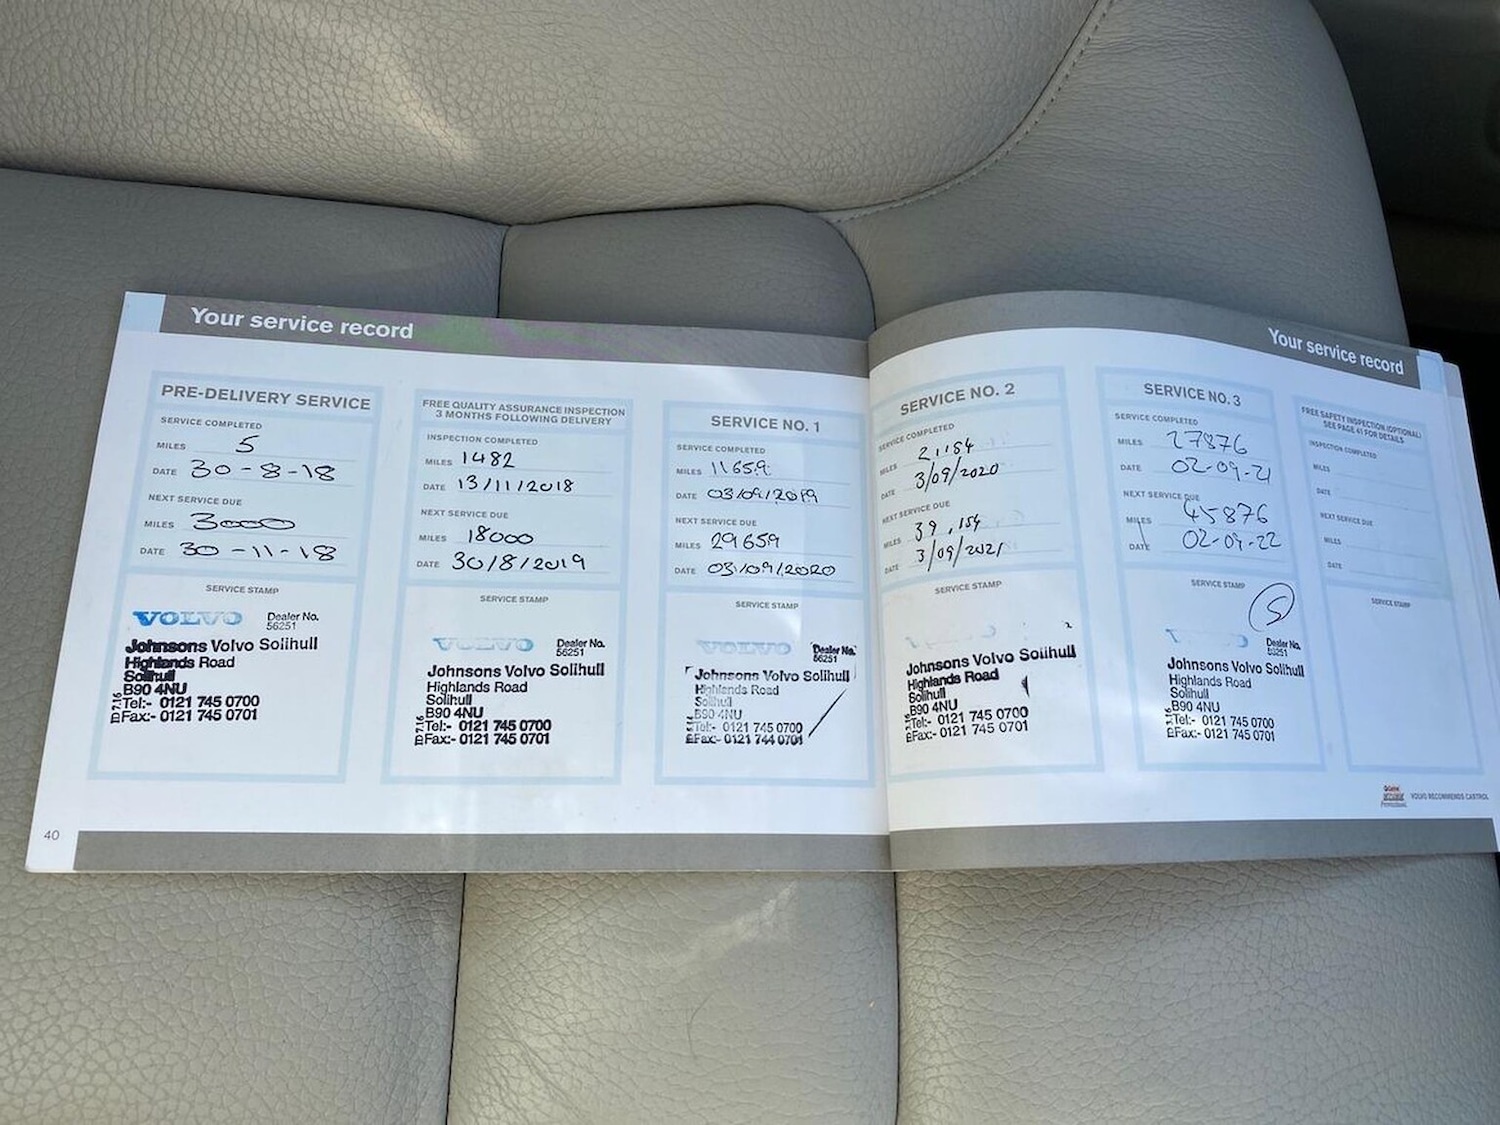 Your service record
PRE-DELIVERY SERVICE
SERVICE COMPLETED
MILES 5
DATE 30-8-18
NEXT SERVICE DUE
MILES 3000
DATE 30-11-18
SERVICE STAMP
VOLVO Dealer No.
56251
Johnsons Volvo Solihull
Highlands Road
Solihull
B90 4NU
Tel:- 0121 745 0700
Fax:- 0121 745 0701
FREE QUALITY ASSURANCE INSPECTION
3 MONTHS FOLLOWING DELIVERY
INSPECTION COMPLETED
MILES 1482
DATE 13/11/2018
NEXT SERVICE DUE
MILES 18000
DATE 30/8/2019
SERVICE STAMP
VOLVO Dealer No.
56251
Johnsons Volvo Solihull
Highlands Road
Solihull
B90 4NU
Tel:- 0121 745 0700
Fax:- 0121 745 0701
SERVICE NO. 1
SERVICE COMPLETED
MILES 11659
DATE 03/09/2019
NEXT SERVICE DUE
MILES 29659
DATE 03/09/2020
SERVICE STAMP
VOLVO Dealer No.
56251
Johnsons Volvo Solihull
Highlands Road
Solihull
B90 4NU
Tel:- 0121 745 0700
Fax:- 0121 744 0701
40
Your service record
SERVICE NO. 2
SERVICE COMPLETED
MILES 21154
DATE 3/09/2020
NEXT SERVICE DUE
MILES 39,154
DATE 3/09/2021
SERVICE STAMP
Johnsons Volvo Solihull
Highlands Road
Solihull
B90 4NU
Tel:- 0121 745 0700
Fax:- 0121 745 0701
SERVICE NO. 3
SERVICE COMPLETED
MILES 27876
DATE 02-09-21
NEXT SERVICE DUE
MILES 45876
DATE 02-09-22
SERVICE STAMP
Dealer No.
56251
Johnsons Volvo Solihull
Highlands Road
Solihull
B90 4NU
Tel:- 0121 745 0700
Fax:- 0121 745 0701
FREE SAFETY INSPECTION (OPTIONAL)
SEE PAGE 41 FOR DETAILS
INSPECTION COMPLETED
MILES
DATE
NEXT SERVICE DUE
MILES
DATE
SERVICE STAMP
Castrol
Professional
VOLVO RECOMMENDS CASTROL